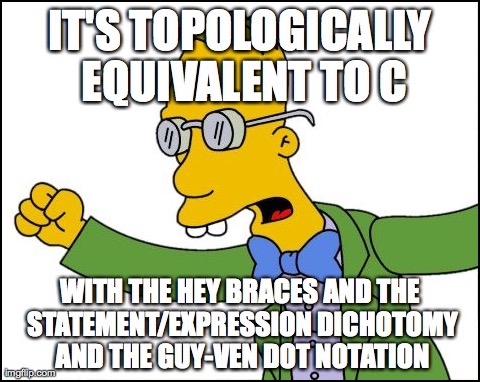 IT'S TOPOLOGICALLY
EQUIVALENT TO C
WITH THE HEY BRACES AND THE
STATEMENT/EXPRESSION DICHOTOMY
AND THE GUY-VEN DOT NOTATION
imgflip.com